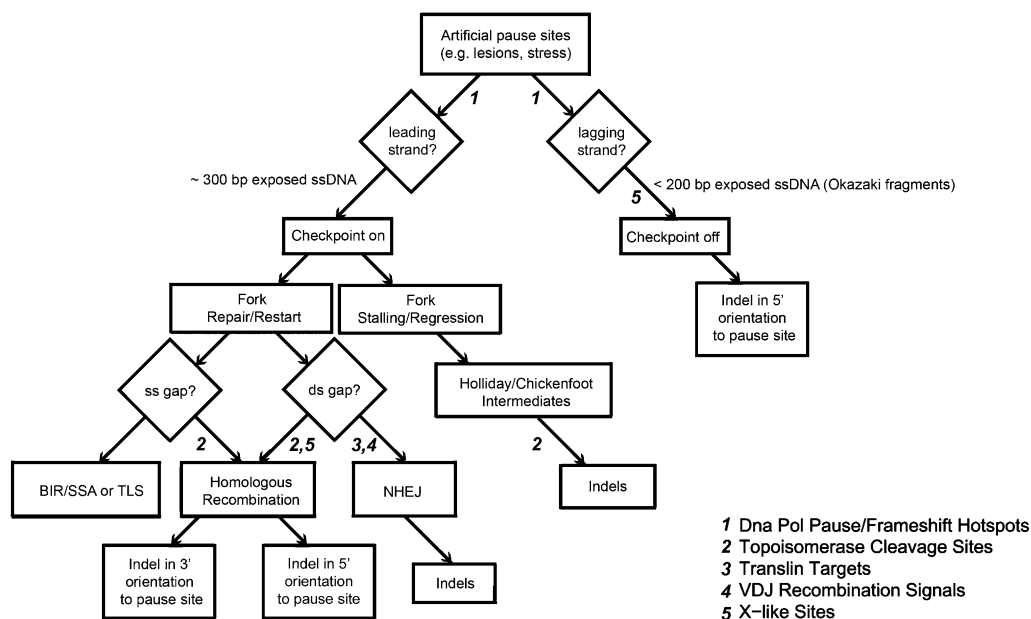 Artificial pause sites
(e.g. lesions, stress)
1
1
leading
strand?
lagging
strand?
~ 300 bp exposed ssDNA
5
< 200 bp exposed ssDNA (Okazaki fragments)
Checkpoint on
Checkpoint off
Fork
Repair/Restart
Fork
Stalling/Regression
Indel in 5'
orientation
to pause site
ss gap?
ds gap?
Holliday/Chickenfoot
Intermediates
2
2,5
3,4
2
BIR/SSA or TLS
Homologous
Recombination
NHEJ
Indels
Indel in 3'
orientation
to pause site
Indel in 5'
orientation
to pause site
Indels
1 Dna Pol Pause/Frameshift Hotspots
2 Topoisomerase Cleavage Sites
3 Translin Targets
4 VDJ Recombination Signals
5 X−like Sites